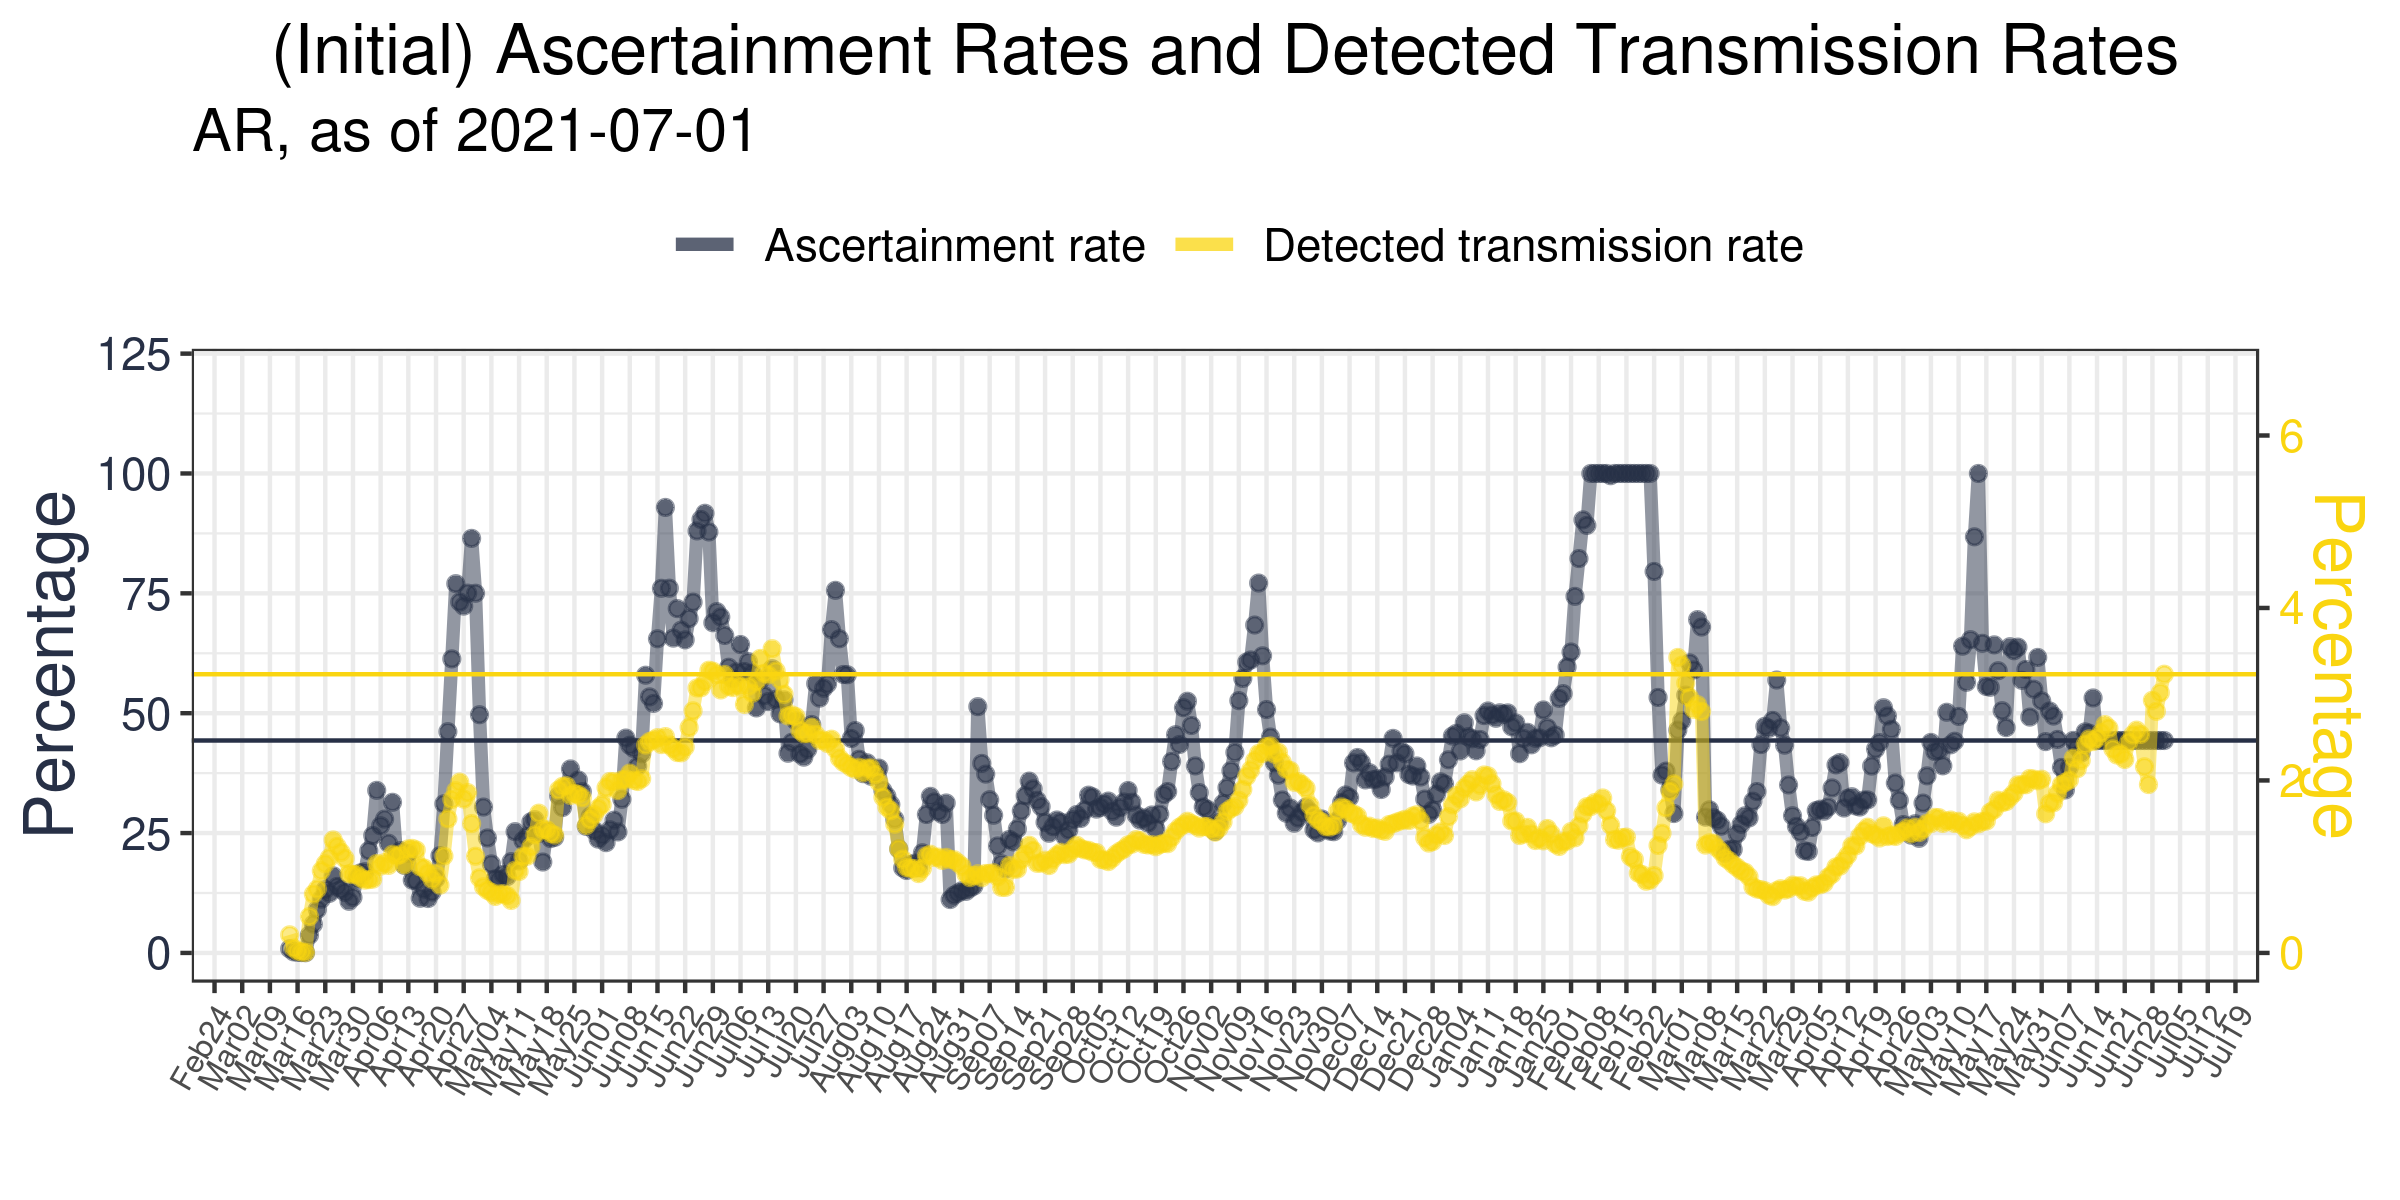 (Initial) Ascertainment Rates and Detected Transmission Rates
AR, as of 2021-07-01
Ascertainment rate
Detected transmission rate
Percentage
125
100
75
50
25
0
6
4
2
0
Percentage
Feb24
Mar02
Mar09
Mar16
Mar23
Mar30
Apr06
Apr13
Apr20
Apr27
May04
May11
May18
May25
Jun01
Jun08
Jun15
Jun22
Jun29
Jul06
Jul13
Jul20
Jul27
Aug03
Aug10
Aug17
Aug24
Aug31
Sep07
Sep14
Sep21
Sep28
Oct05
Oct12
Oct19
Oct26
Nov02
Nov09
Nov16
Nov23
Nov30
Dec07
Dec14
Dec21
Dec28
Jan04
Jan11
Jan18
Jan25
Feb01
Feb08
Feb15
Feb22
Mar01
Mar08
Mar15
Mar22
Mar29
Apr05
Apr12
Apr19
Apr26
May03
May10
May17
May24
May31
Jun07
Jun14
Jun21
Jun28
Jul05
Jul12
Jul19